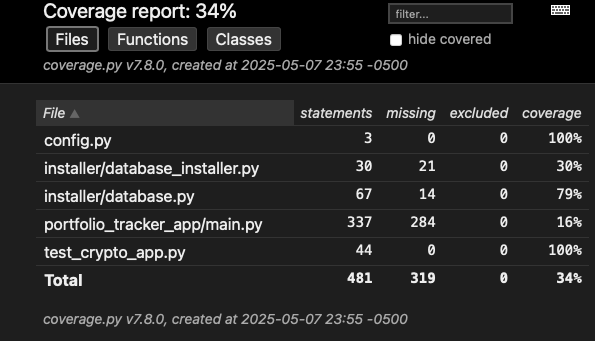 Coverage report: 34%
filter...
Files Functions Classes
hide covered
coverage.py v7.8.0, created at 2025-05-07 23:55 -0500
File ▲ statements missing excluded coverage
config.py 3 0 0 100%
installer/database_installer.py 30 21 0 30%
installer/database.py 67 14 0 79%
portfolio_tracker_app/main.py 337 284 0 16%
test_crypto_app.py 44 0 0 100%
Total 481 319 0 34%
coverage.py v7.8.0, created at 2025-05-07 23:55 -0500